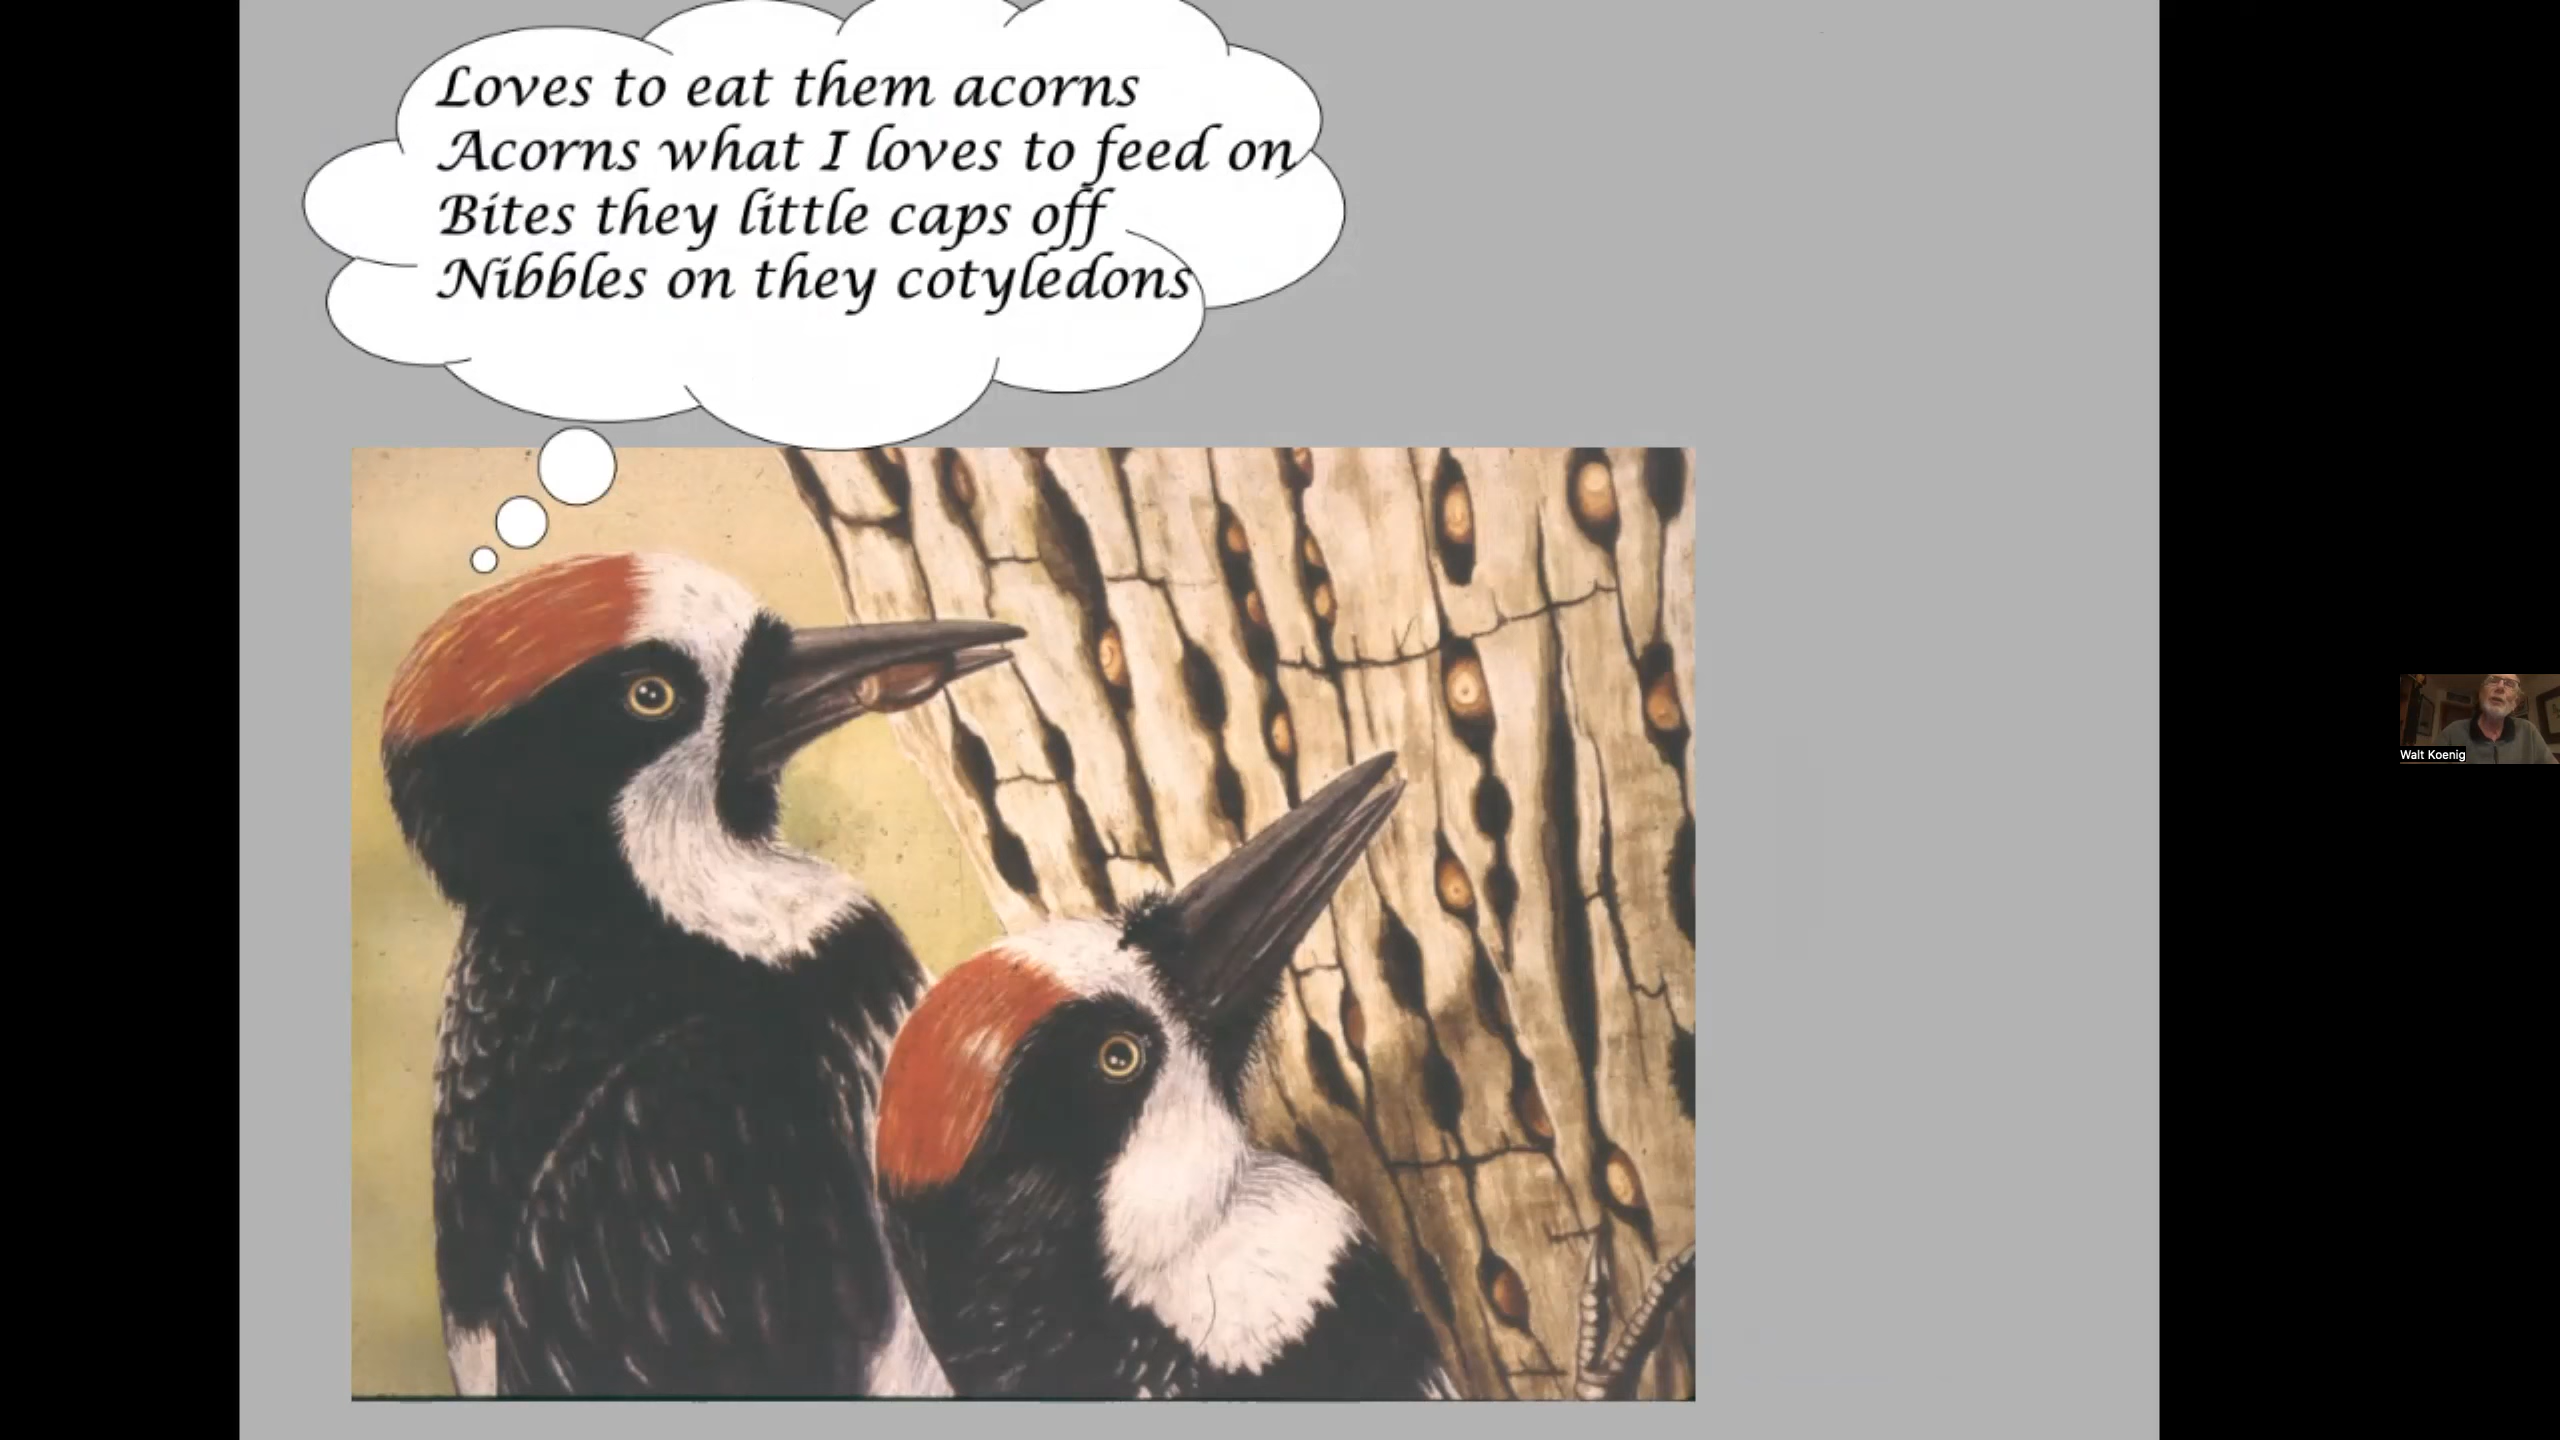 Loves to eat them acorns
Acorns what I loves to feed on
Bites they little caps off
Nibbles on they cotyledons
Walt Koenig